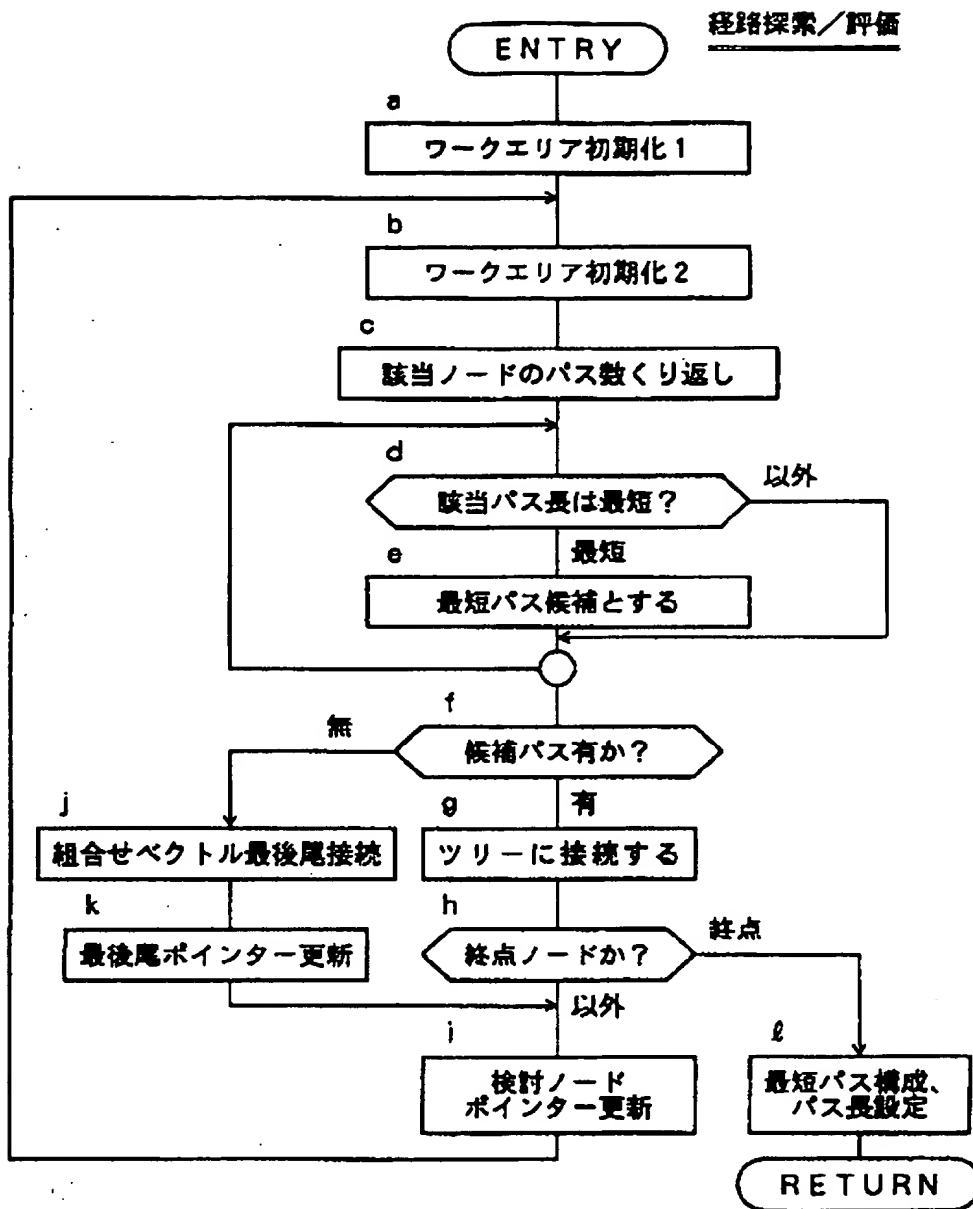 経路探索／評価
ENTRY
a
ワークエリア初期化1
b
ワークエリア初期化2
c
該当ノードのパス数くり返し
d
該当パス長は最短?
以外
最短
e
最短パス候補とする
f
無
候補パス有か?
有
j
組合せベクトル最後尾接続
g
ツリーに接続する
k
最後尾ポインター更新
h
終点ノードか?
終点
以外
i
検討ノード
ポインター更新
ℓ
最短パス構成、
パス長設定
RETURN